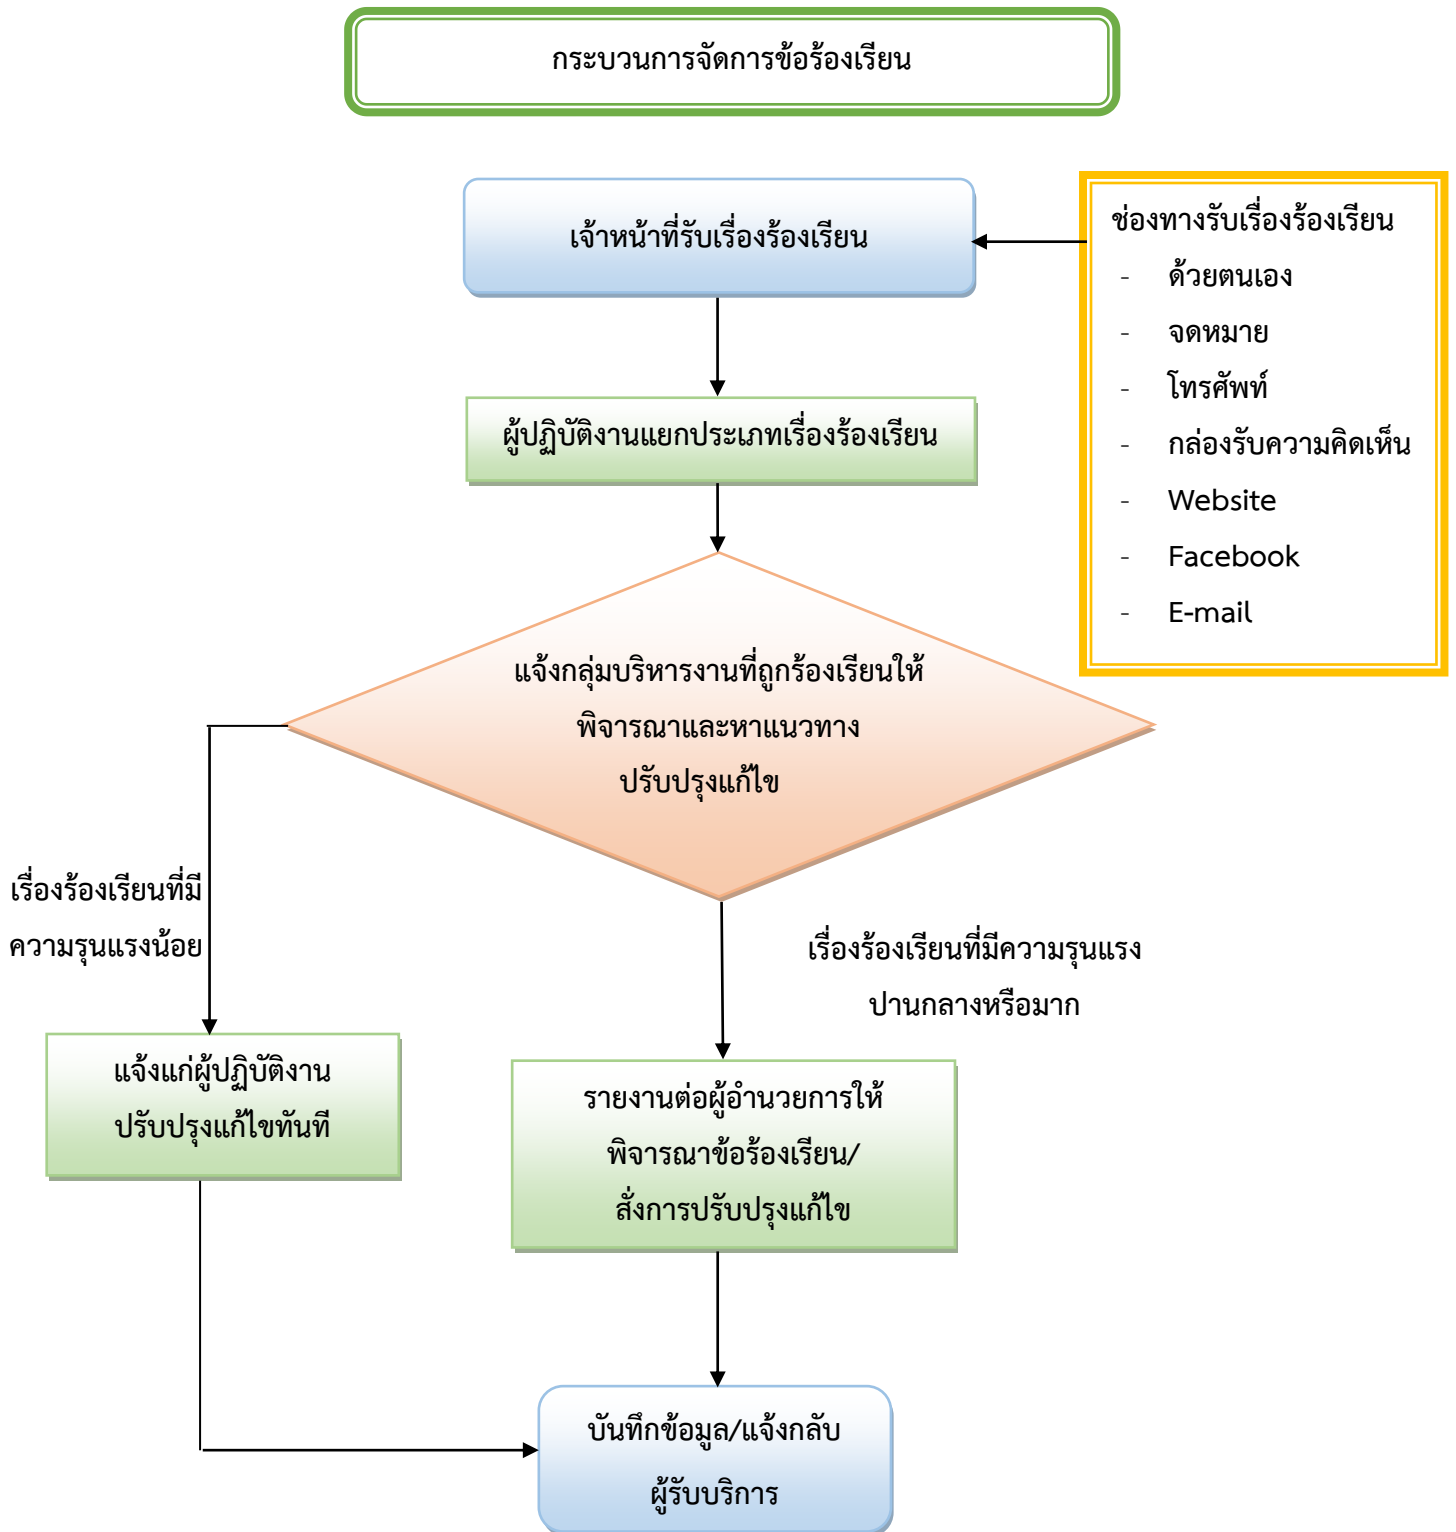 กระบวนการจัดการข้อร้องเรียน
เจ้าหน้าที่รับเรื่องร้องเรียน
ช่องทางรับเรื่องร้องเรียน
- ด้วยตนเอง
- จดหมาย
- โทรศัพท์
- กล่องรับความคิดเห็น
- Website
- Facebook
- E-mail
ผู้ปฏิบัติงานแยกประเภทเรื่องร้องเรียน
แจ้งกลุ่มบริหารงานที่ถูกร้องเรียนให้
พิจารณาและหาแนวทาง
ปรับปรุงแก้ไข
เรื่องร้องเรียนที่มี
ความรุนแรงน้อย
เรื่องร้องเรียนที่มีความรุนแรง
ปานกลางหรือมาก
แจ้งแก่ผู้ปฏิบัติงาน
ปรับปรุงแก้ไขทันที
รายงานต่อผู้อำนวยการให้
พิจารณาข้อร้องเรียน/
สั่งการปรับปรุงแก้ไข
บันทึกข้อมูล/แจ้งกลับ
ผู้รับบริการ